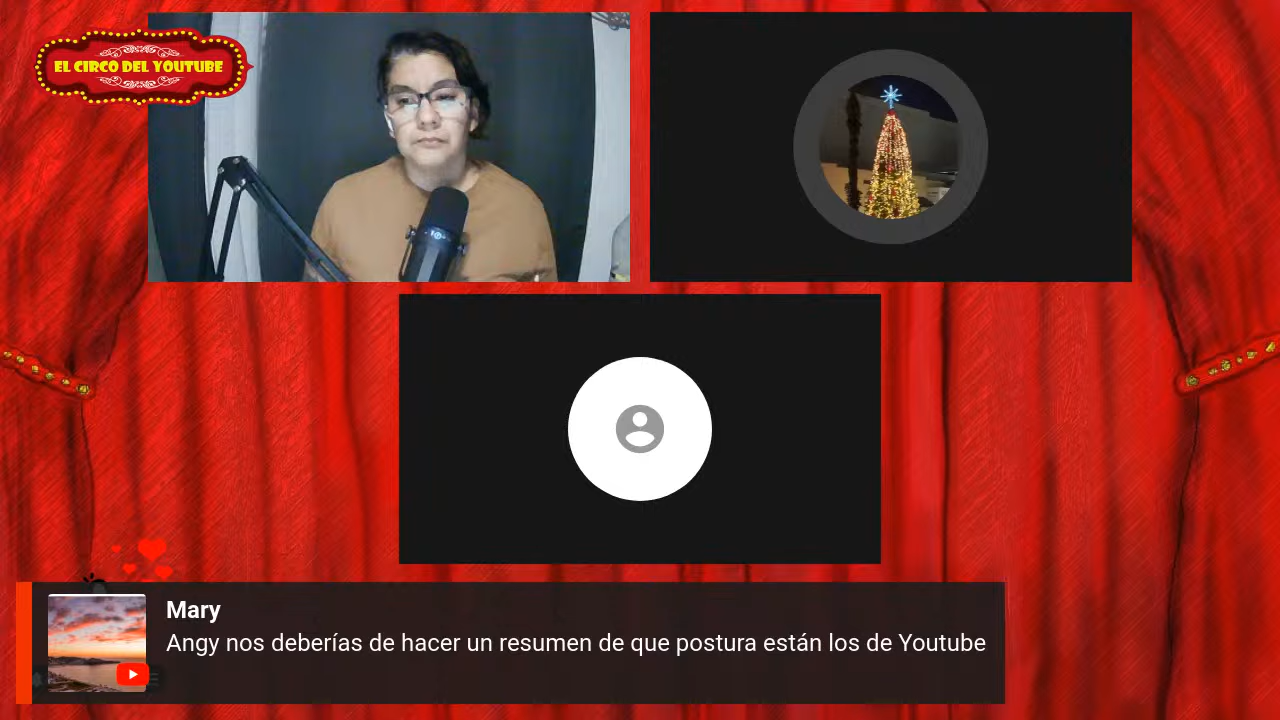 EL CIRCO DEL YOUTUBE
Mary
Angy nos deberías de hacer un resumen de que postura están los de Youtube